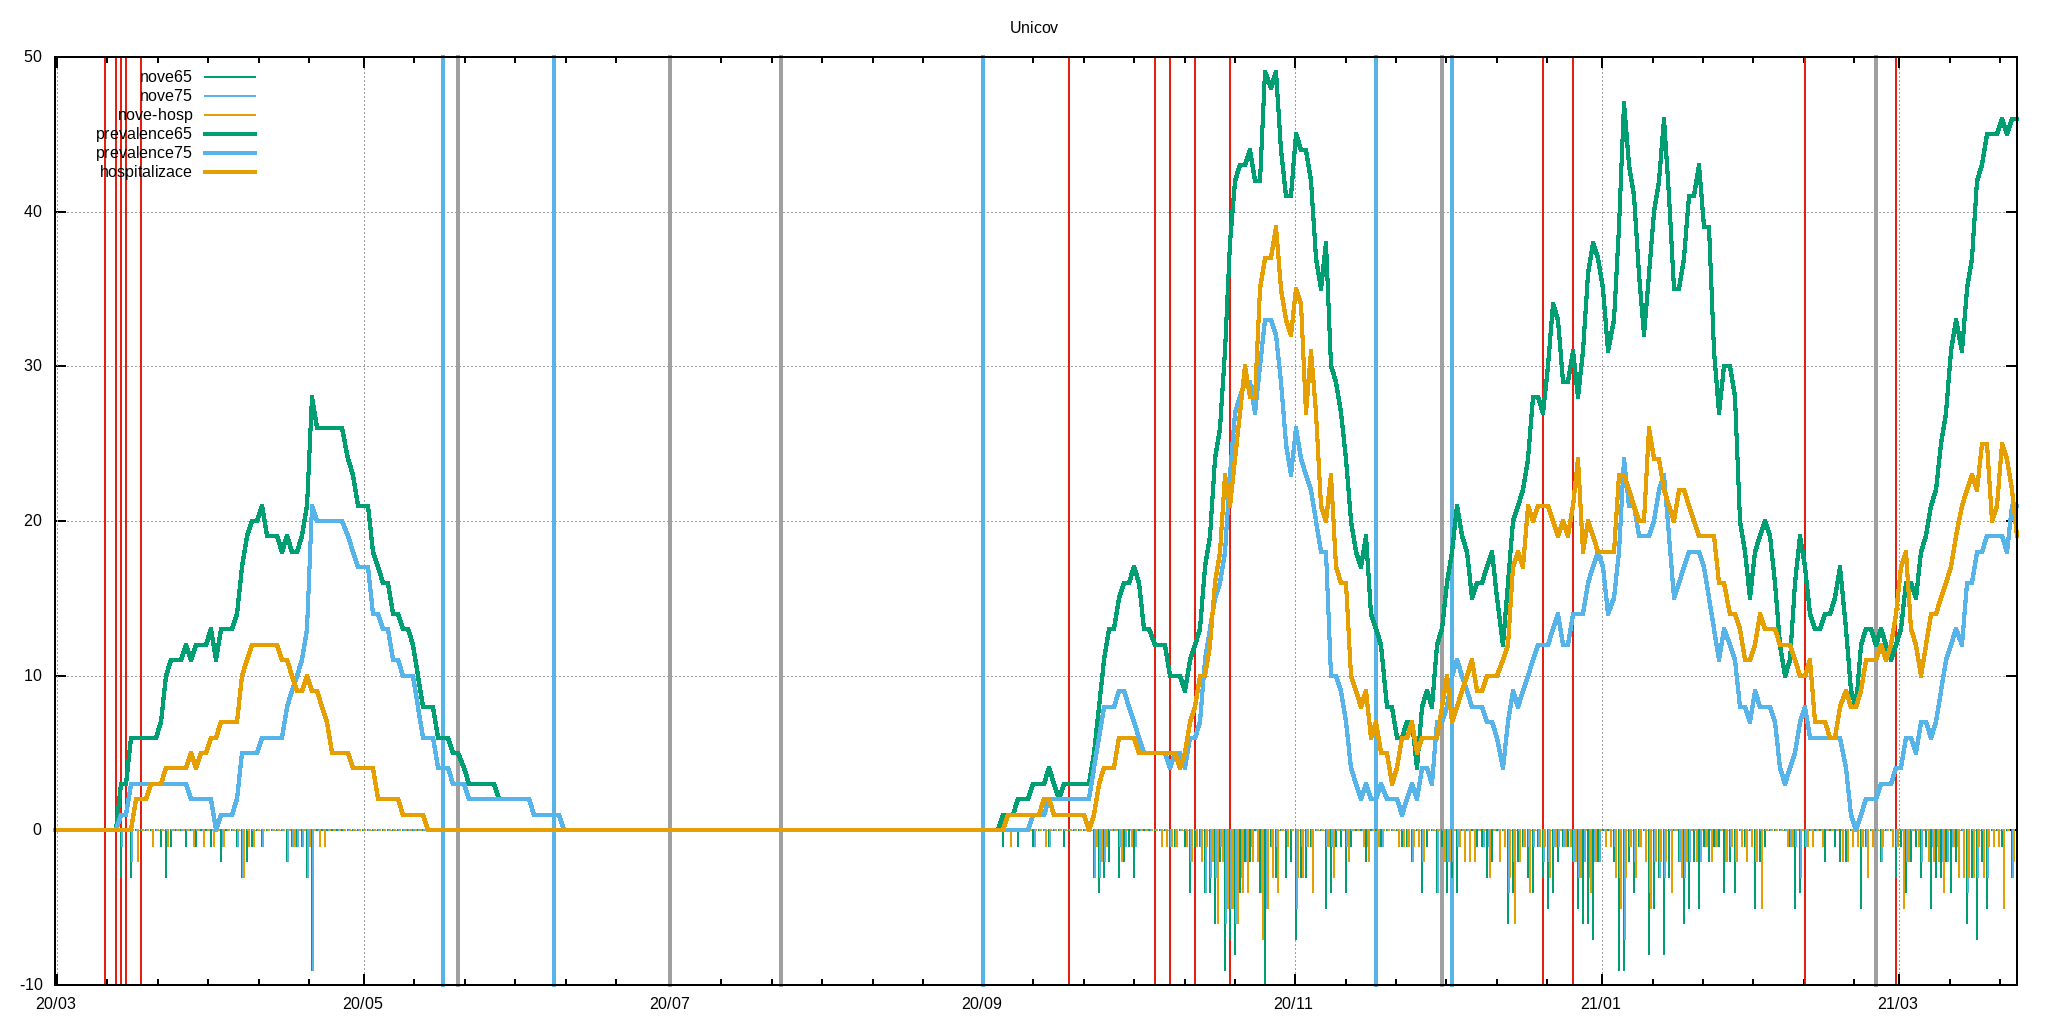 Unicov
50
nove65
nove75
nove-hosp
prevalence65
prevalence75
hospitalizace
40
30
20
10
0
-10
20/03 20/05 20/07 20/09 20/11 21/01 21/03